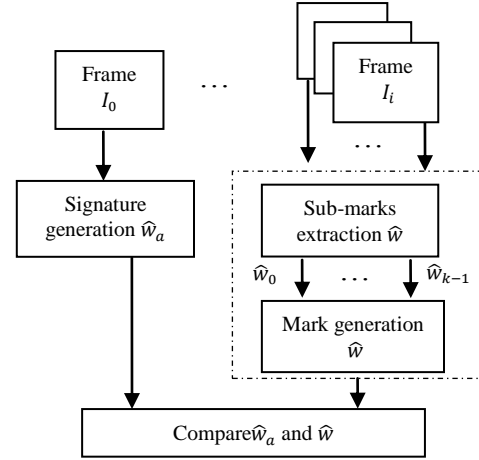 Frame
I₀
. . .
Frame
Iᵢ
. . .
Signature
generation ŵₐ
Sub-marks
extraction ŵ
ŵ₀
. . .
ŵₖ₋₁
Mark generation
ŵ
Compareŵₐ and ŵ